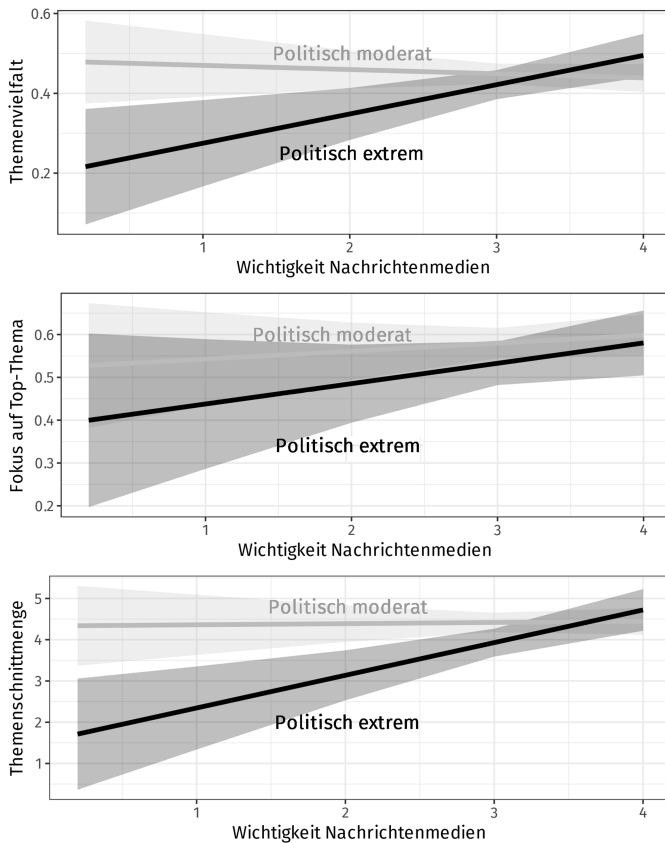 Themenvielfalt
0.6
0.4
0.2
Politisch moderat
Politisch extrem
1 2 3 4
Wichtigkeit Nachrichtenmedien
Fokus auf Top-Thema
0.6
0.5
0.4
0.3
0.2
Politisch moderat
Politisch extrem
1 2 3 4
Wichtigkeit Nachrichtenmedien
Themenschnittmenge
5
4
3
2
1
Politisch moderat
Politisch extrem
1 2 3 4
Wichtigkeit Nachrichtenmedien